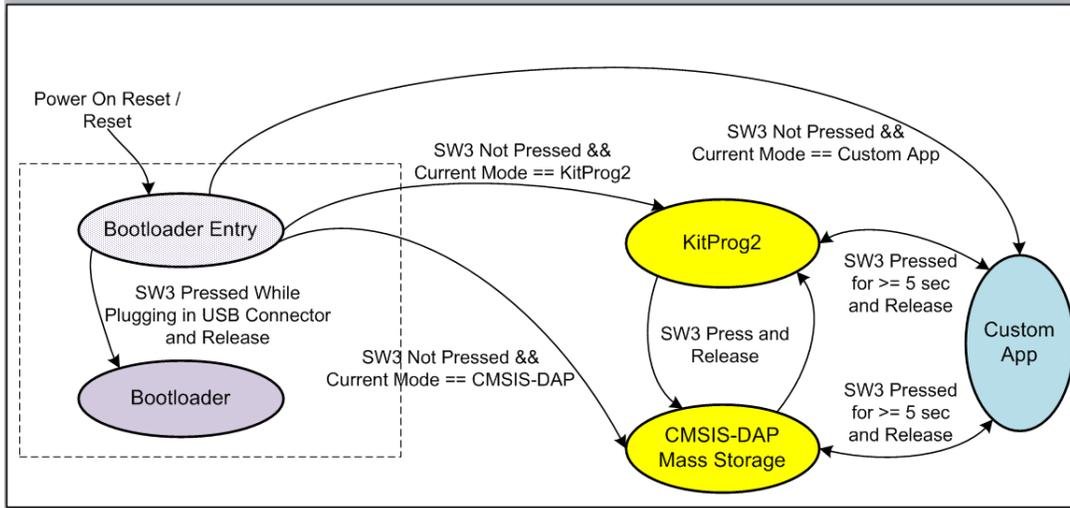 Power On Reset /
Reset
SW3 Not Pressed &&
Current Mode == Custom App
SW3 Not Pressed &&
Current Mode == KitProg2
Bootloader Entry
KitProg2
SW3 Pressed
for >= 5 sec
and Release
SW3 Pressed While
Plugging in USB Connector
and Release
SW3 Press and
Release
Custom
App
SW3 Not Pressed &&
Current Mode == CMSIS-DAP
Bootloader
SW3 Pressed
for >= 5 sec
and Release
CMSIS-DAP
Mass Storage